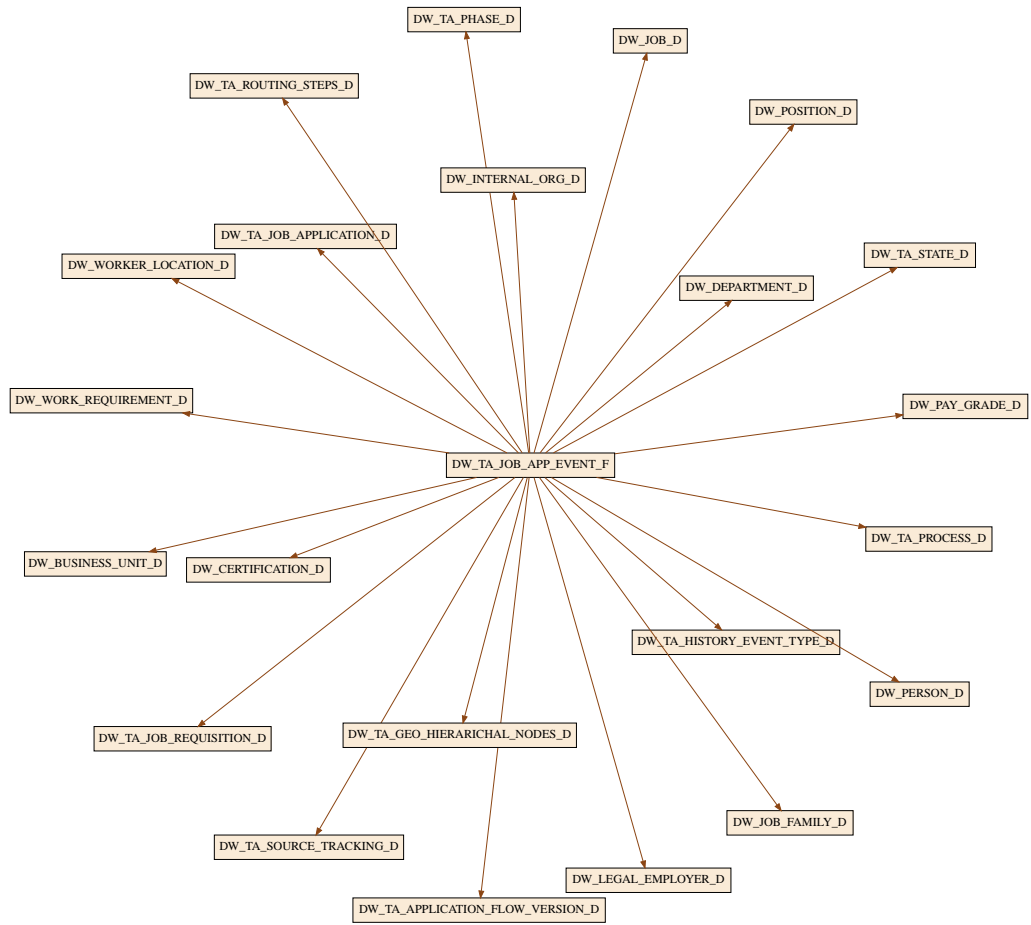 DW_TA_PHASE_D
DW_JOB_D
DW_TA_ROUTING_STEPS_D
DW_POSITION_D
DW_INTERNAL_ORG_D
DW_TA_JOB_APPLICATION_D
DW_TA_STATE_D
DW_WORKER_LOCATION_D
DW_DEPARTMENT_D
DW_WORK_REQUIREMENT_D
DW_PAY_GRADE_D
DW_TA_JOB_APP_EVENT_F
DW_TA_PROCESS_D
DW_BUSINESS_UNIT_D
DW_CERTIFICATION_D
DW_TA_HISTORY_EVENT_TYPE_D
DW_PERSON_D
DW_TA_JOB_REQUISITION_D
DW_TA_GEO_HIERARICHAL_NODES_D
DW_JOB_FAMILY_D
DW_TA_SOURCE_TRACKING_D
DW_LEGAL_EMPLOYER_D
DW_TA_APPLICATION_FLOW_VERSION_D